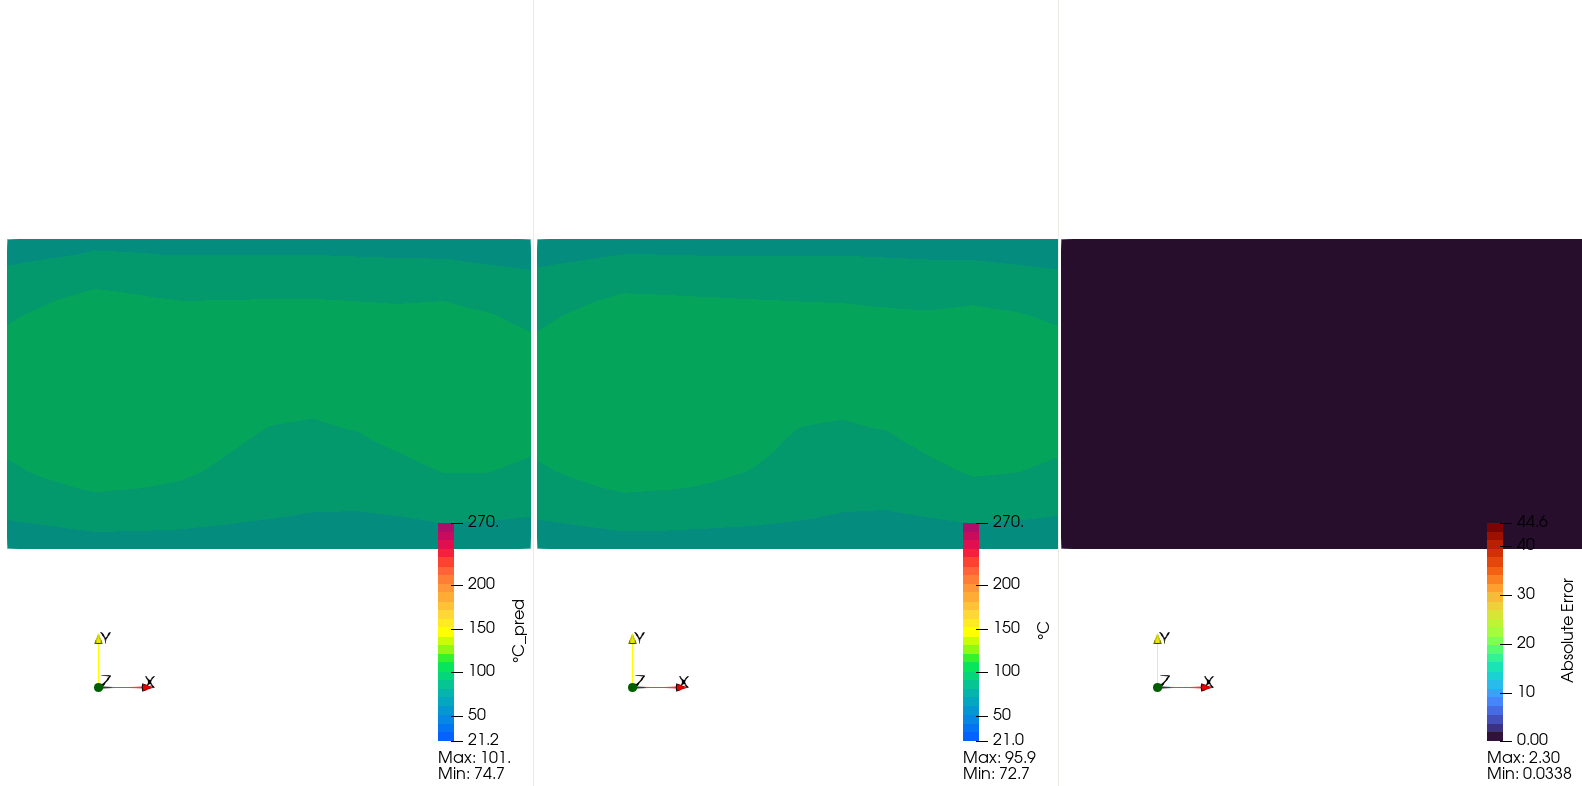 270.
200
150
100
50
21.2
°C_pred
Max: 101.
Min: 74.7
Y
Z
X
270.
200
150
100
50
21.0
°C
Max: 95.9
Min: 72.7
Y
Z
X
44.6
40
30
20
10
0.00
Absolute Error
Max: 2.30
Min: 0.0338
Y
Z
X